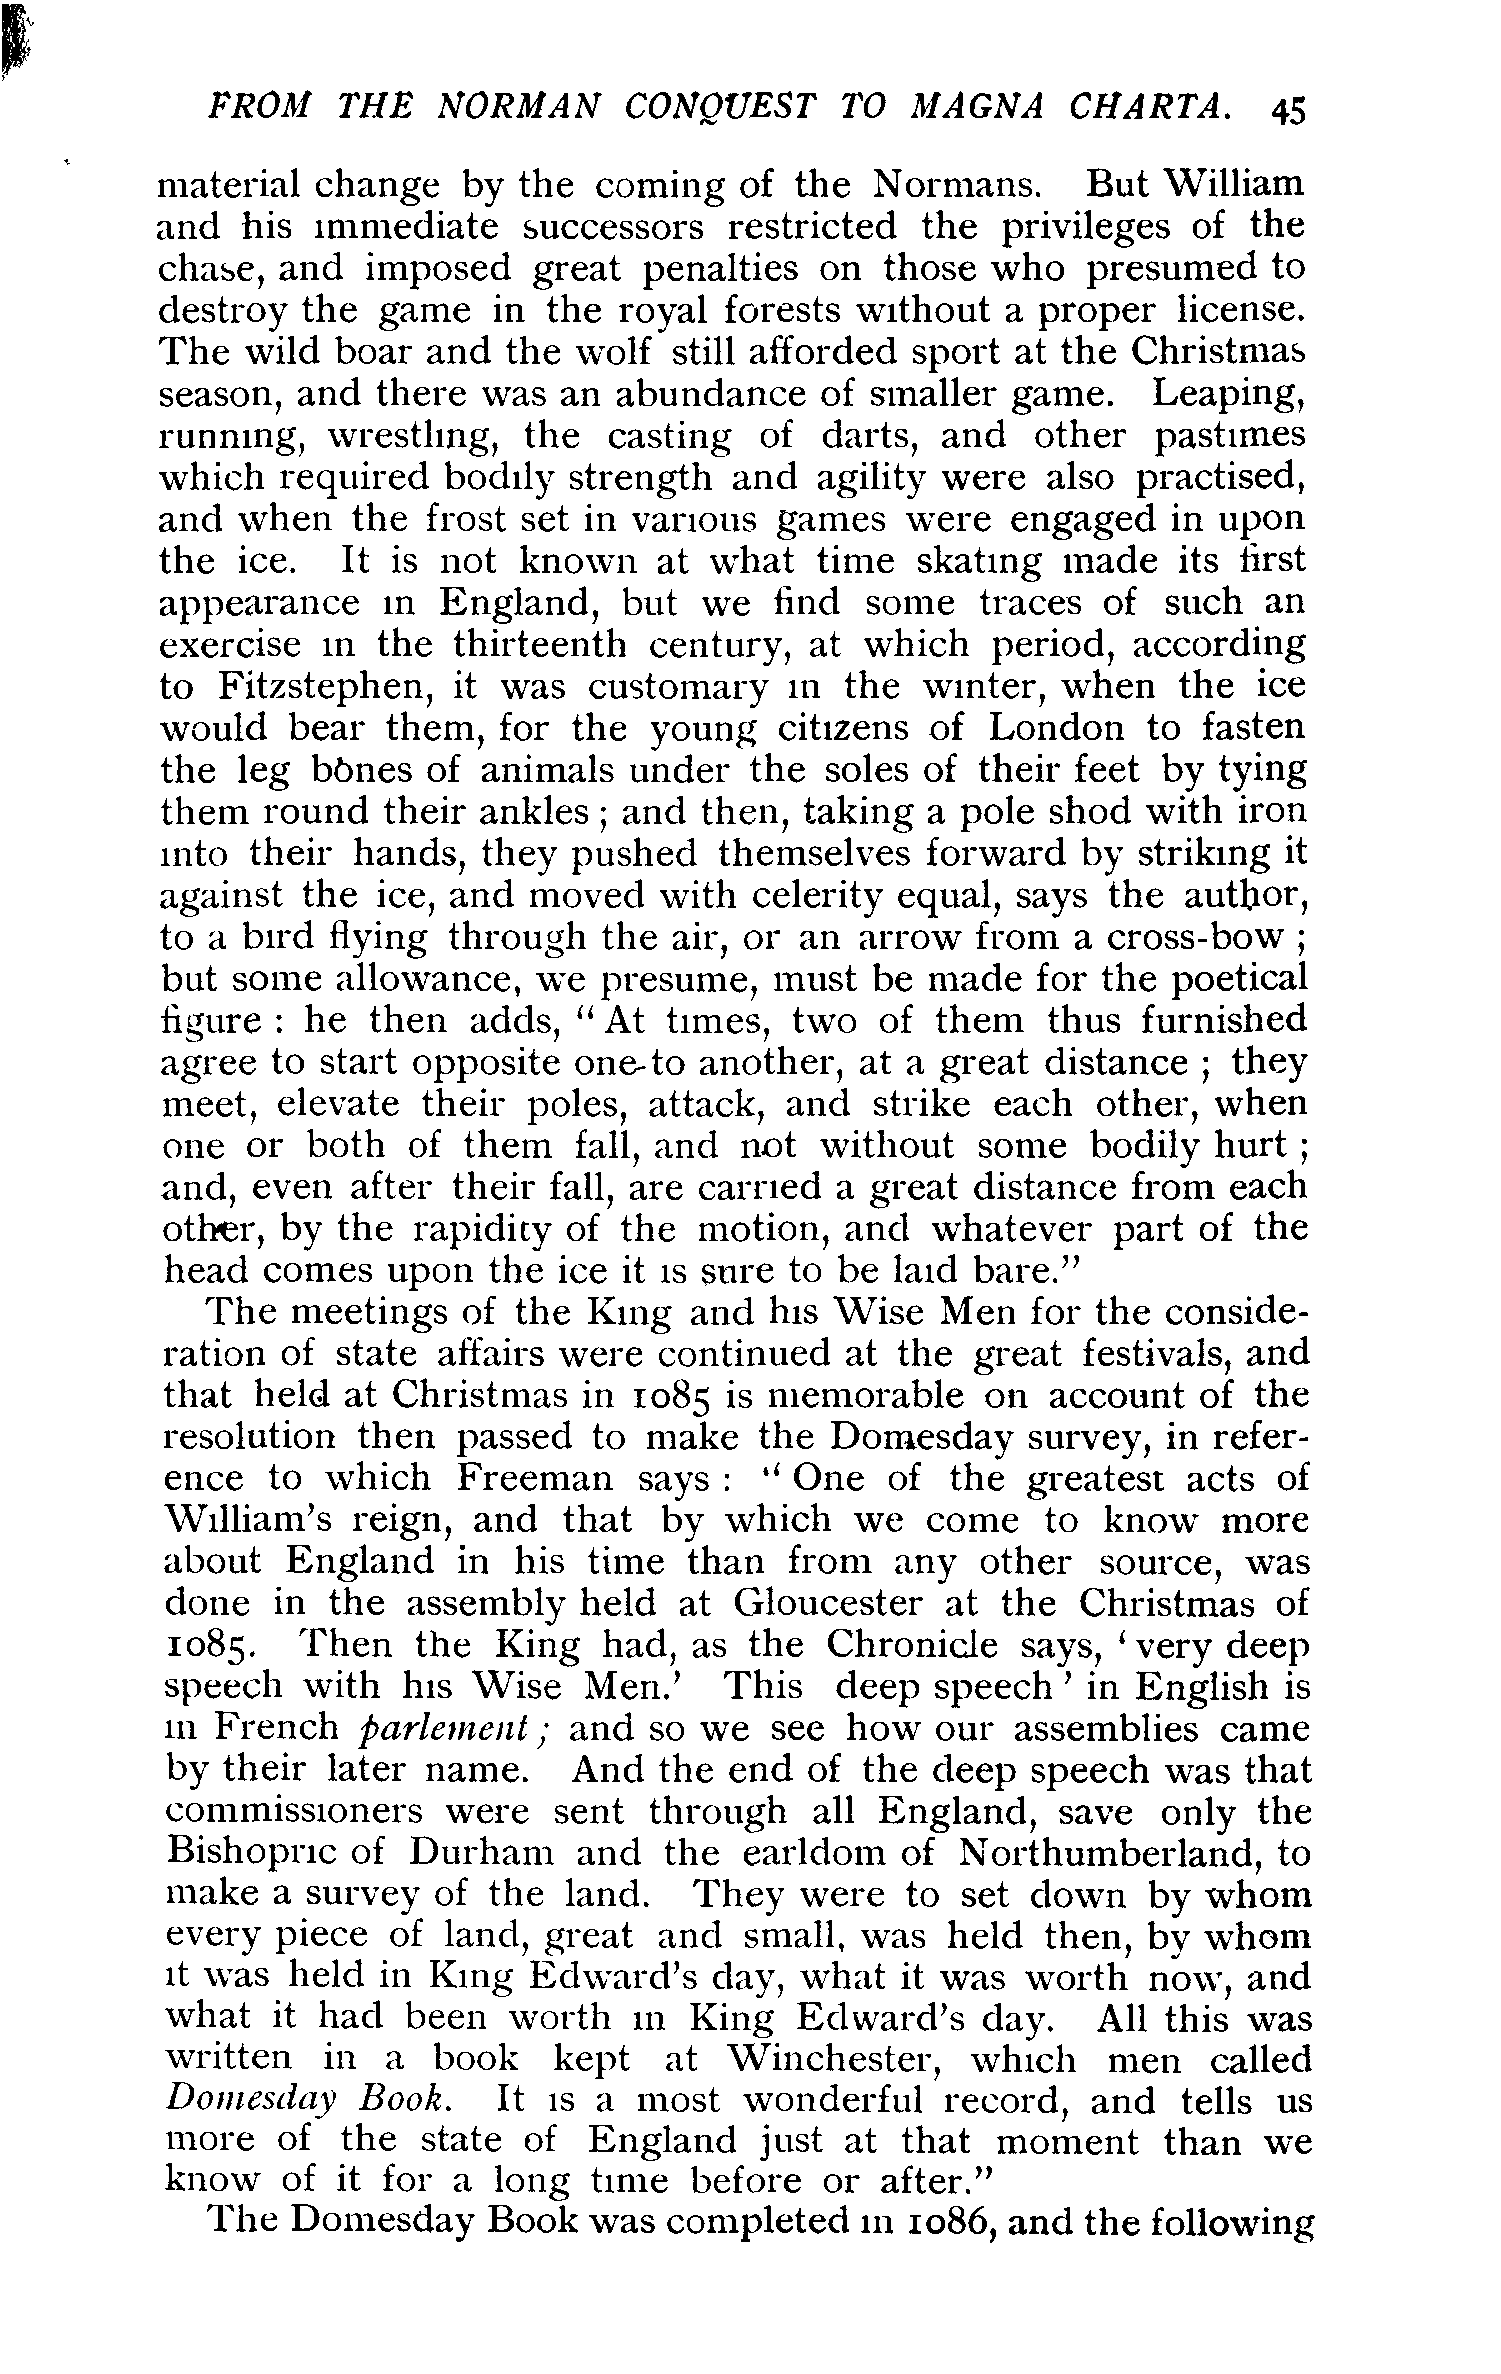 FROM THE NORMAN CONQUEST TO MAGNA CHARTA. 45
material change by the coming of the Normans. But William
and his immediate successors restricted the privileges of the
chase, and imposed great penalties on those who presumed to
destroy the game in the royal forests without a proper license.
The wild boar and the wolf still afforded sport at the Christmas
season, and there was an abundance of smaller game. Leaping,
running, wrestling, the casting of darts, and other pastimes
which required bodily strength and agility were also practised,
and when the frost set in various games were engaged in upon
the ice. It is not known at what time skating made its first
appearance in England, but we find some traces of such an
exercise in the thirteenth century, at which period, according
to Fitzstephen, it was customary in the winter, when the ice
would bear them, for the young citizens of London to fasten
the leg bones of animals under the soles of their feet by tying
them round their ankles ; and then, taking a pole shod with iron
into their hands, they pushed themselves forward by striking it
against the ice, and moved with celerity equal, says the author,
to a bird flying through the air, or an arrow from a cross-bow ;
but some allowance, we presume, must be made for the poetical
figure : he then adds, “ At times, two of them thus furnished
agree to start opposite one to another, at a great distance ; they
meet, elevate their poles, attack, and strike each other, when
one or both of them fall, and not without some bodily hurt ;
and, even after their fall, are carried a great distance from each
other, by the rapidity of the motion, and whatever part of the
head comes upon the ice it is sure to be laid bare.”
The meetings of the King and his Wise Men for the conside-
ration of state affairs were continued at the great festivals, and
that held at Christmas in 1085 is memorable on account of the
resolution then passed to make the Domesday survey, in refer-
ence to which Freeman says : “ One of the greatest acts of
William’s reign, and that by which we come to know more
about England in his time than from any other source, was
done in the assembly held at Gloucester at the Christmas of
1085. Then the King had, as the Chronicle says, ‘ very deep
speech with his Wise Men.’ This deep speech ’ in English is
in French parlement ; and so we see how our assemblies came
by their later name. And the end of the deep speech was that
commissioners were sent through all England, save only the
Bishopric of Durham and the earldom of Northumberland, to
make a survey of the land. They were to set down by whom
every piece of land, great and small, was held then, by whom
it was held in King Edward’s day, what it was worth now, and
what it had been worth in King Edward’s day. All this was
written in a book kept at Winchester, which men called
Domesday Book. It is a most wonderful record, and tells us
more of the state of England just at that moment than we
know of it for a long time before or after.”
The Domesday Book was completed in 1086, and the following